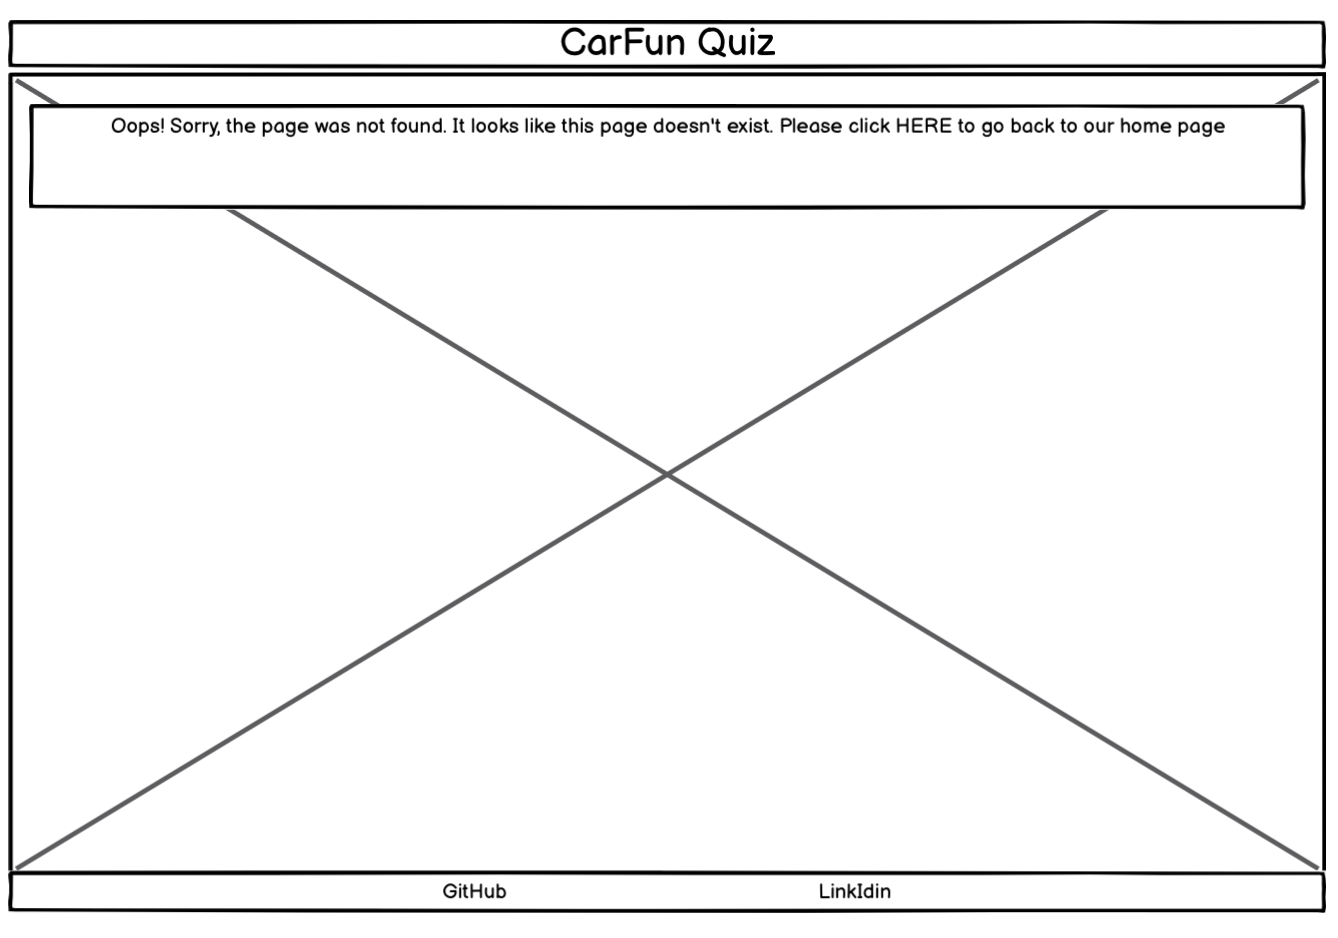 CarFun Quiz
Oops! Sorry, the page was not found. It looks like this page doesn't exist. Please click HERE to go back to our home page
GitHub
LinkIdin